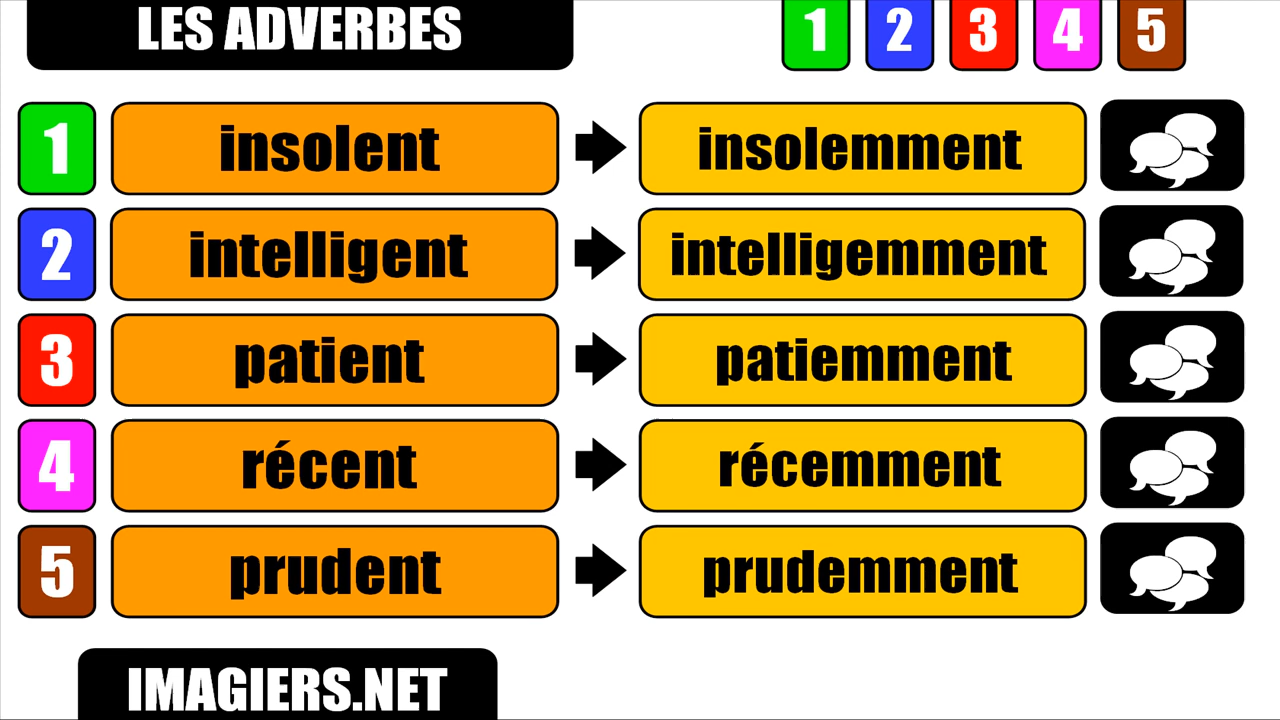 LES ADVERBES
1 2 3 4 5
1 insolent insolemment
2 intelligent intelligemment
3 patient patiemment
4 récent récemment
5 prudent prudemment
IMAGIERS.NET